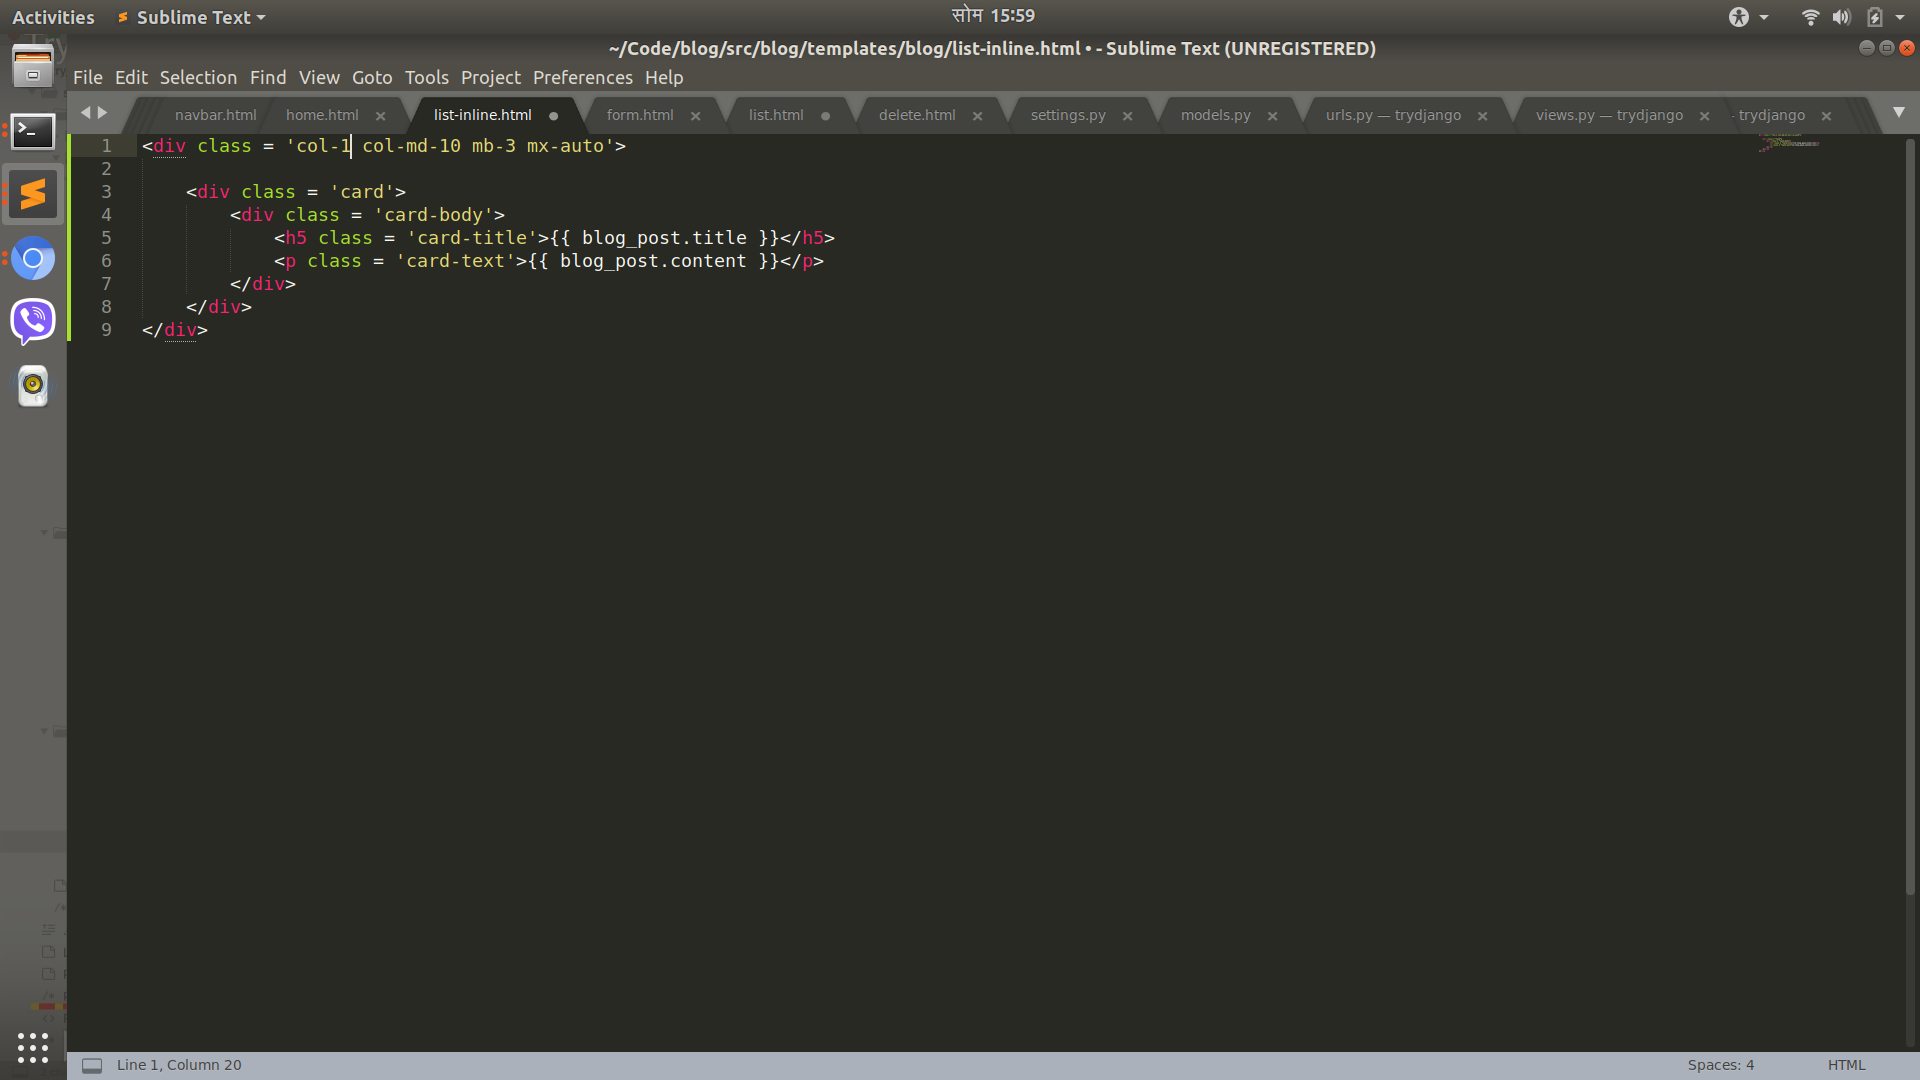 Activities Sublime Text सोम 15:59
~/Code/blog/src/blog/templates/blog/list-inline.html • - Sublime Text (UNREGISTERED)
File Edit Selection Find View Goto Tools Project Preferences Help
navbar.html home.html list-inline.html form.html list.html delete.html settings.py models.py urls.py — trydjango views.py — trydjango - trydjango
1 <div class = 'col-1 col-md-10 mb-3 mx-auto'>
2
3 <div class = 'card'>
4 <div class = 'card-body'>
5 <h5 class = 'card-title'>{{ blog_post.title }}</h5>
6 <p class = 'card-text'>{{ blog_post.content }}</p>
7 </div>
8 </div>
9 </div>
Line 1, Column 20 Spaces: 4 HTML